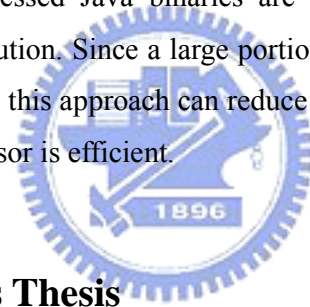 essed Java binaries are
ution. Since a large portio
this approach can reduce
sor is efficient.
1896
s Thesis